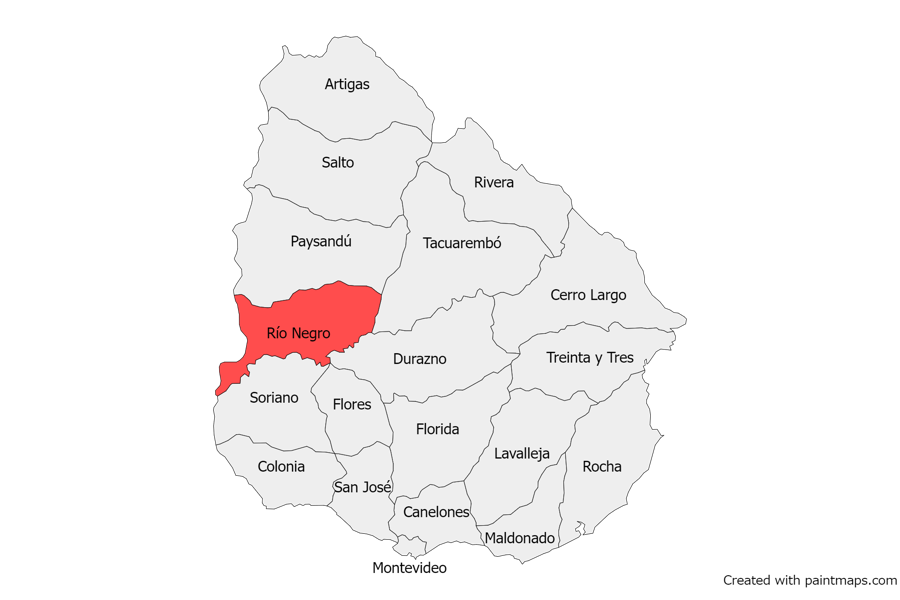 Artigas
Salto
Rivera
Paysandú
Tacuarembó
Cerro Largo
Río Negro
Durazno
Treinta y Tres
Soriano
Flores
Florida
Lavalleja
Colonia
Rocha
San José
Canelones
Maldonado
Montevideo
Created with paintmaps.com